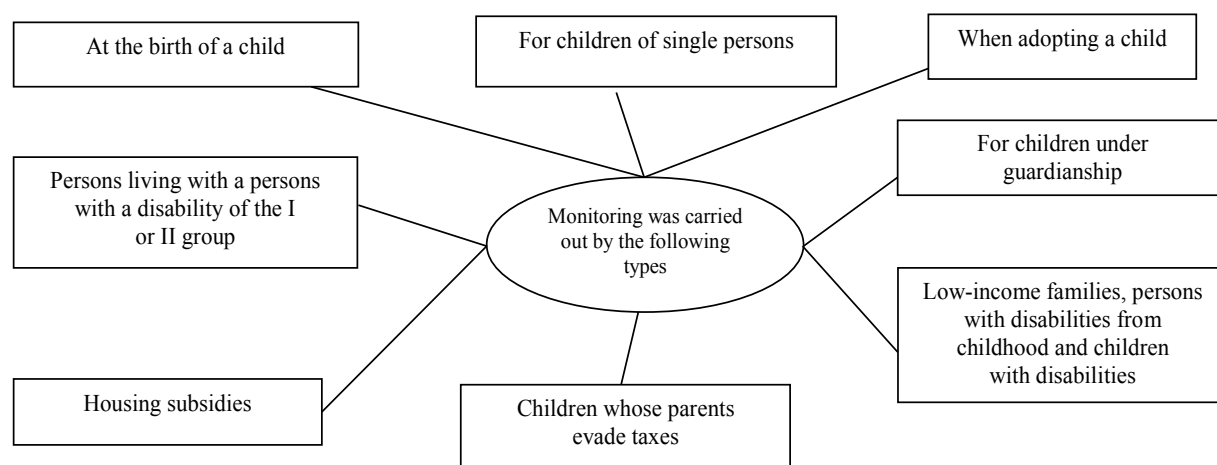 At the birth of a child
For children of single persons
When adopting a child
Persons living with a persons
with a disability of the I
or II group
Monitoring was carried
out by the following
types
For children under
guardianship
Low-income families, persons
with disabilities from
childhood and children
with disabilities
Housing subsidies
Children whose parents
evade taxes